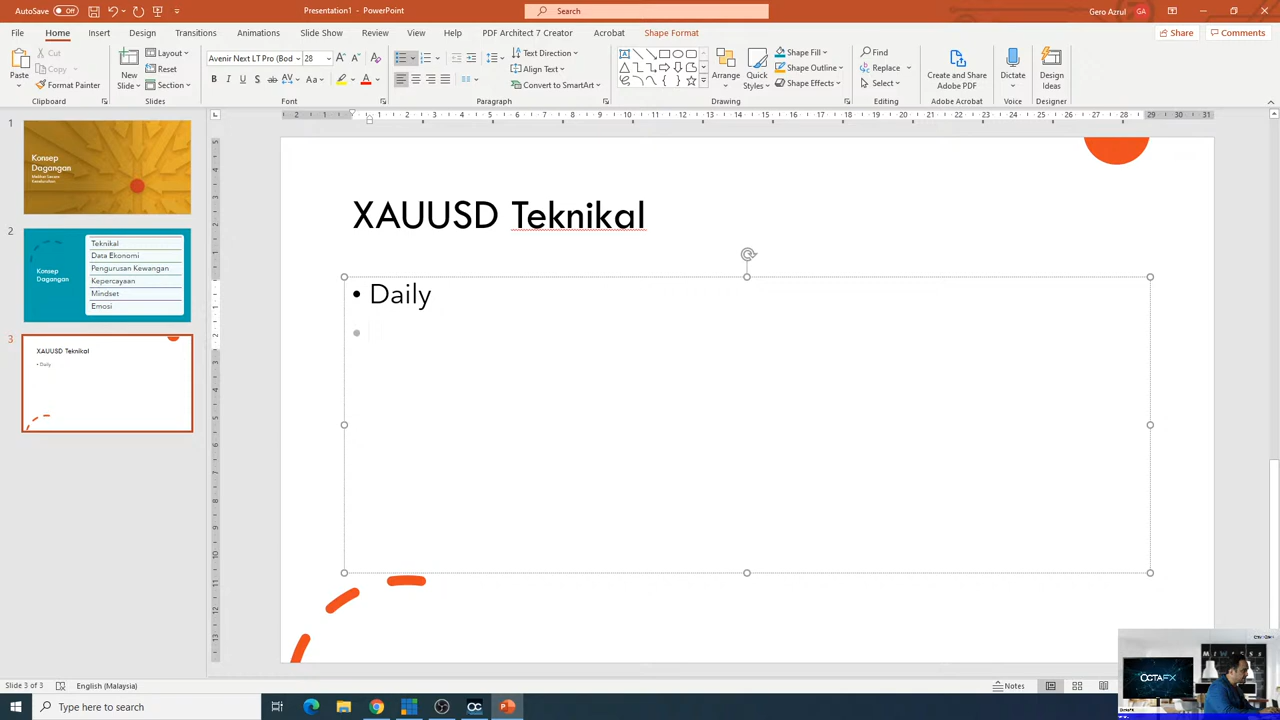 AutoSave Off
Presentation1 - PowerPoint
Search
Gero Azrul GA
File Home Insert Design Transitions Animations Slide Show Review View Help PDF Architect 7 Creator Acrobat Shape Format Share Comments
Paste
Cut
Copy
Format Painter
Clipboard
New Slide
Layout
Reset
Section
Slides
Avenir Next LT Pro (Bod 28
Font
Text Direction
Align Text
Convert to SmartArt
Paragraph
Arrange
Quick Styles
Shape Fill
Shape Outline
Shape Effects
Drawing
Find
Replace
Select
Editing
Create and Share Adobe PDF
Adobe Acrobat
Dictate
Voice
Design Ideas
Designer
1
Konsep
Dagangan
2
Konsep
Dagangan
Teknikal
Data Ekonomi
Pengurusan Kewangan
Kepercayaan
Mindset
Emosi
3
XAUUSD Teknikal
• Daily
XAUUSD Teknikal
• Daily
OCTAFX
Slide 3 of 3
English (Malaysia)
Notes
Type here to search